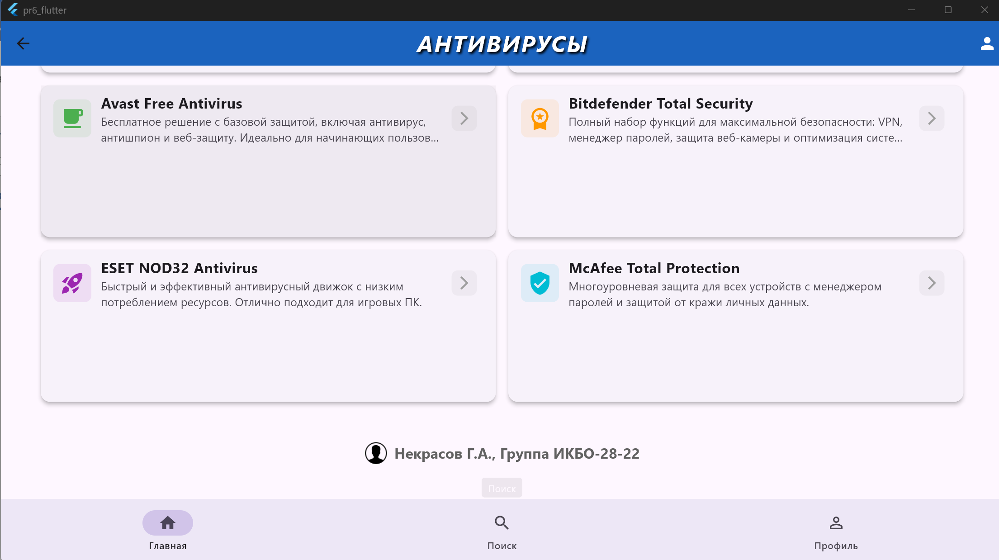 pr6_flutter
АНТИВИРУСЫ
Avast Free Antivirus
Бесплатное решение с базовой защитой, включая антивирус,
антишпион и веб-защиту. Идеально для начинающих пользов...
Bitdefender Total Security
Полный набор функций для максимальной безопасности: VPN,
менеджер паролей, защита веб-камеры и оптимизация систе...
ESET NOD32 Antivirus
Быстрый и эффективный антивирусный движок с низким
потреблением ресурсов. Отлично подходит для игровых ПК.
McAfee Total Protection
Многоуровневая защита для всех устройств с менеджером
паролей и защитой от кражи личных данных.
Некрасов Г.А., Группа ИКБО-28-22
Поиск
Главная
Поиск
Профиль